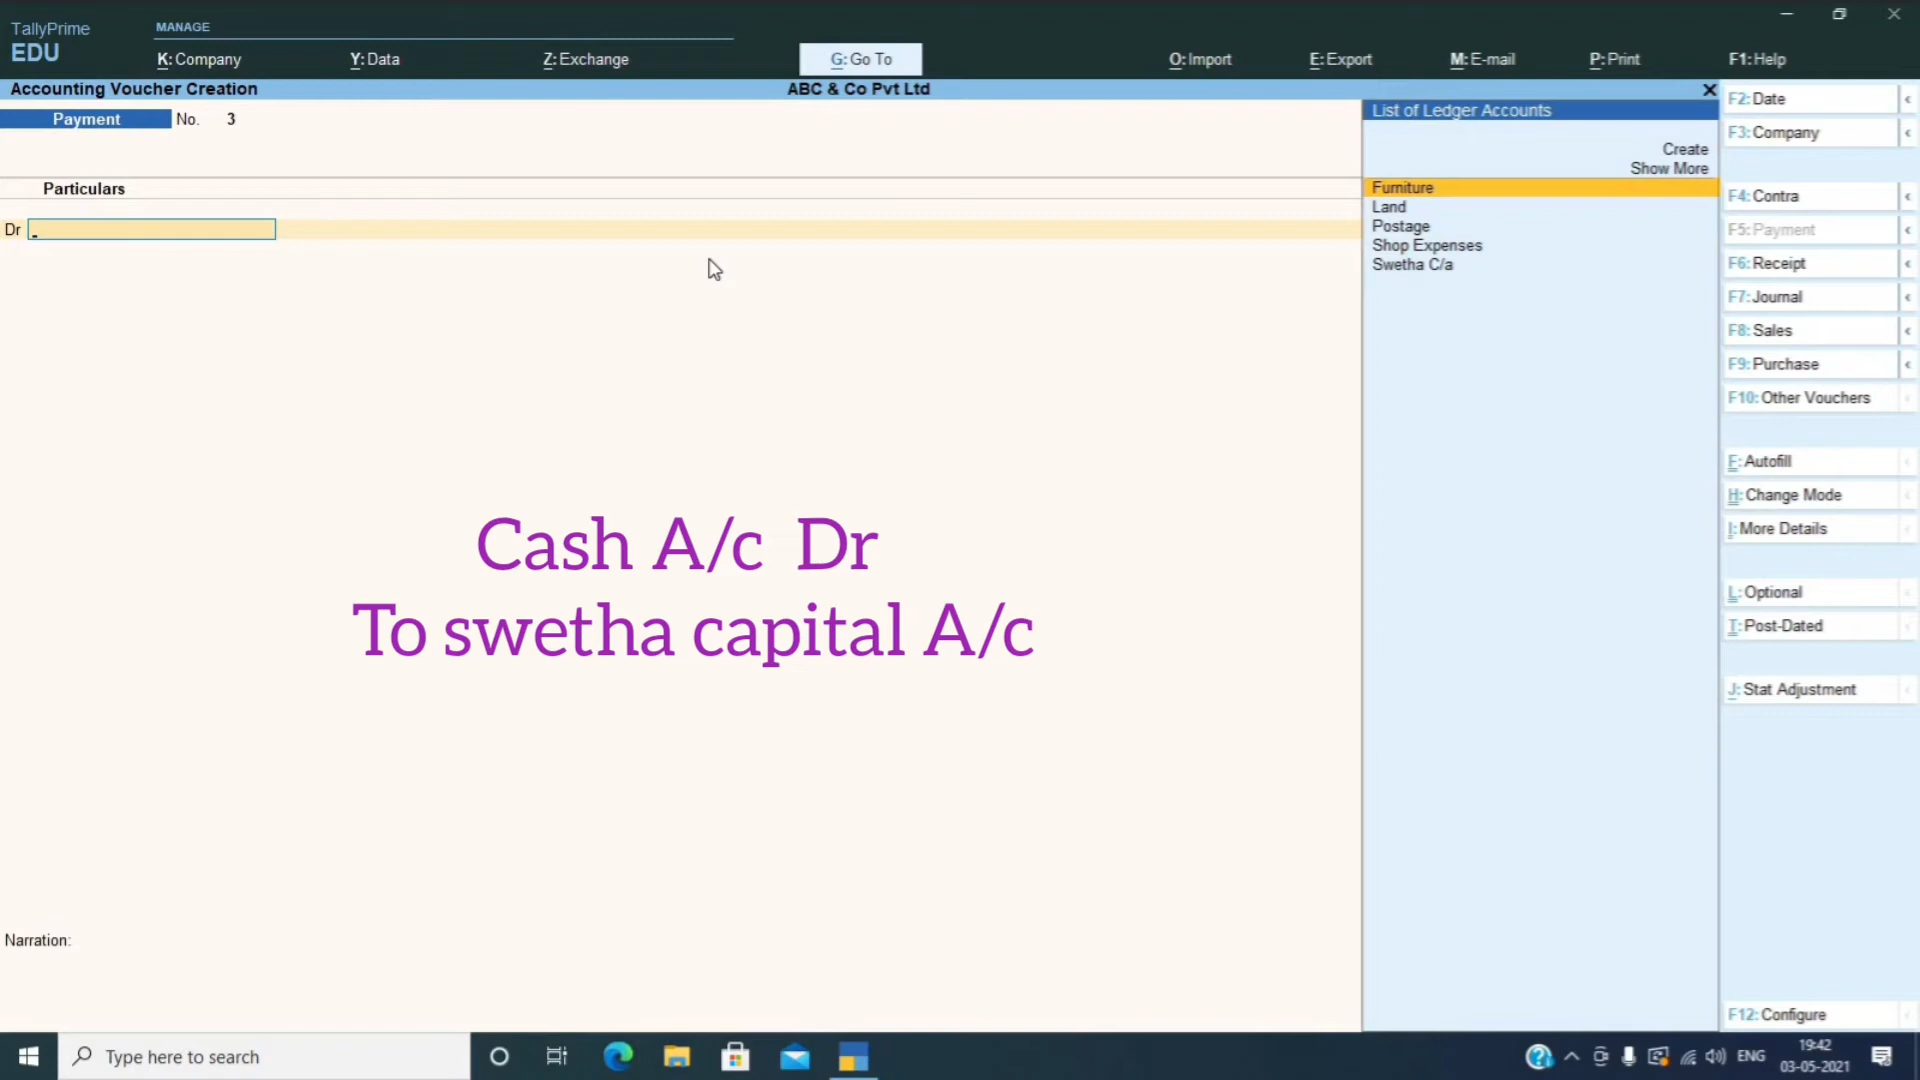 TallyPrime
EDU
MANAGE
K: Company
Y: Data
Z: Exchange
G: Go To
O: Import
E: Export
M: E-mail
P: Print
F1: Help
Accounting Voucher Creation
ABC & Co Pvt Ltd
Payment No. 3
Particulars
Dr
List of Ledger Accounts
Create
Show More
Furniture
Land
Postage
Shop Expenses
Swetha C/a
F2: Date
F3: Company
F4: Contra
F5: Payment
F6: Receipt
F7: Journal
F8: Sales
F9: Purchase
F10: Other Vouchers
F: Autofill
H: Change Mode
I: More Details
L: Optional
T: Post-Dated
J: Stat Adjustment
F12: Configure
Cash A/c Dr
To swetha capital A/c
Narration:
Type here to search
ENG
19:42
03-05-2021